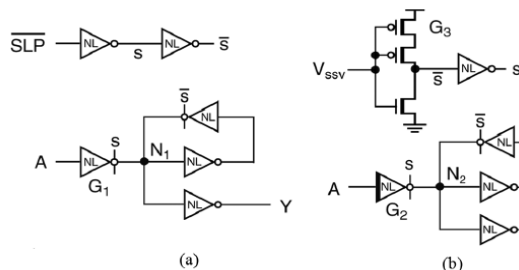 SLP NL s NL s̅
s̅
NL
A NL s N₁
G₁ NL Y
(a)
G₃
Vssv s̅ NL s
s̅
NL
A NL s N₂ NL
G₂ NL
(b)